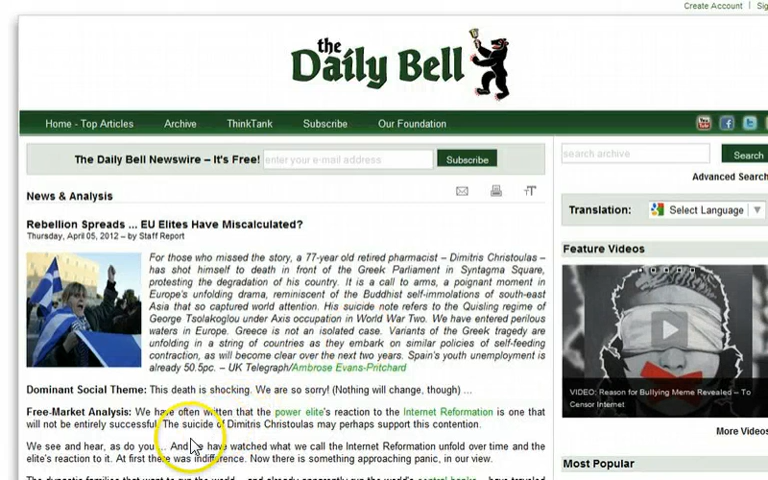 Create Account
the
Daily Bell
Home - Top Articles Archive ThinkTank Subscribe Our Foundation
The Daily Bell Newswire – It's Free! enter your e-mail address Subscribe
search archive Search
Advanced Search
News & Analysis
Translation: Select Language
Rebellion Spreads ... EU Elites Have Miscalculated?
Thursday, April 05, 2012 – by Staff Report
For those who missed the story, a 77-year old retired pharmacist – Dimitris Christoulas –
has shot himself to death in front of the Greek Parliament in Syntagma Square,
protesting the degradation of his country. It is a call to arms, a poignant moment in
Europe's unfolding drama, reminiscent of the Buddhist self-immolations of south-east
Asia that so captured world attention. His suicide note refers to the Quisling regime of
George Tsolakoglou under Axis occupation in World War Two. We have entered perilous
waters in Europe. Greece is not an isolated case. Variants of the Greek tragedy are
unfolding in a string of countries as they embark on similar policies of self-feeding
contraction, as will become clear over the next two years. Spain's youth unemployment is
already 50.5pc. – UK Telegraph/Ambrose Evans-Pritchard
Dominant Social Theme: This death is shocking. We are so sorry! (Nothing will change, though) ...
Free-Market Analysis: We have often written that the power elite's reaction to the Internet Reformation is one that
will not be entirely successful. The suicide of Dimitris Christoulas may perhaps support this contention.
We see and hear, as do you ... And we have watched what we call the Internet Reformation unfold over time and the
elite's reaction to it. At first there was indifference. Now there is something approaching panic, in our view.
Feature Videos
VIDEO: Reason for Bullying Meme Revealed – To
Censor Internet
More Videos
Most Popular